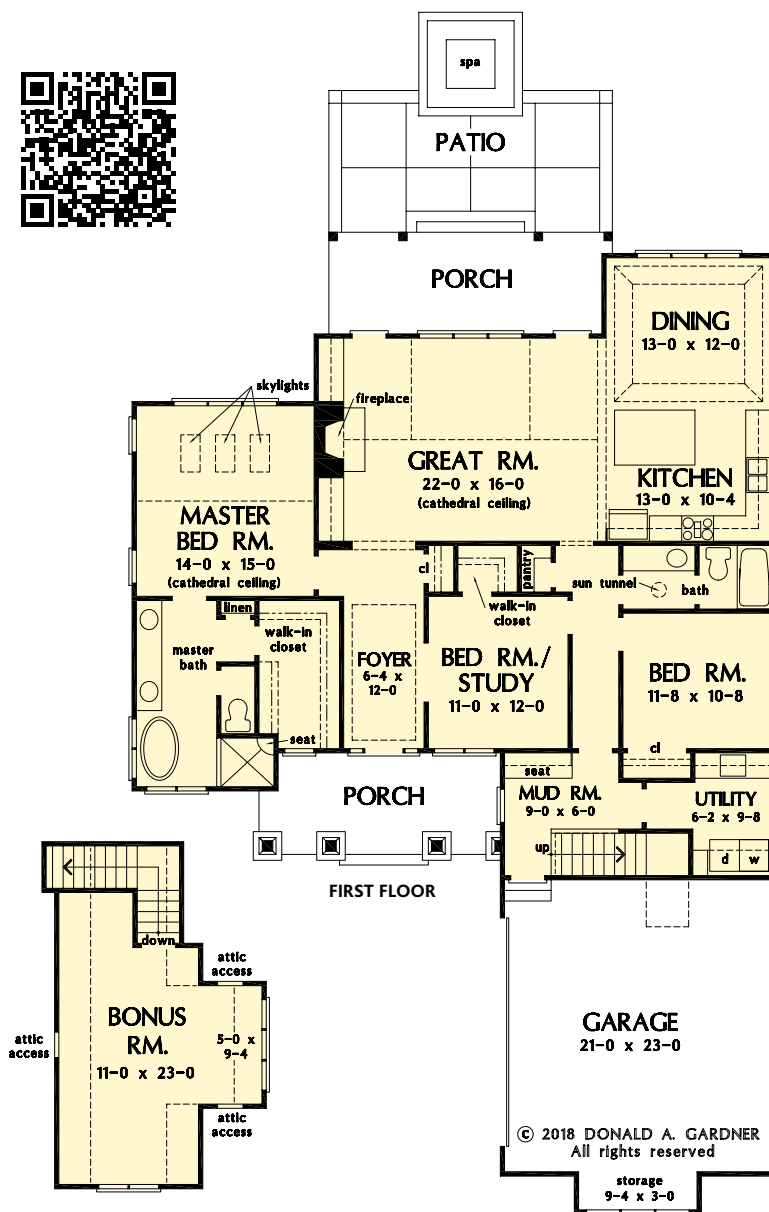 spa
PATIO
PORCH
DINING
13-0 x 12-0
skylights
fireplace
GREAT RM.
22-0 x 16-0
(cathedral ceiling)
KITCHEN
13-0 x 10-4
MASTER
BED RM.
14-0 x 15-0
(cathedral ceiling)
cl
pantry
sun tunnel
bath
linen
walk-in
closet
walk-in
closet
master
bath
FOYER
6-4 x
12-0
BED RM./
STUDY
11-0 x 12-0
BED RM.
11-8 x 10-8
seat
cl
seat
PORCH
MUD RM.
9-0 x 6-0
UTILITY
6-2 x 9-8
up
d
w
FIRST FLOOR
down
attic
access
BONUS
RM.
11-0 x 23-0
5-0 x
9-4
attic
access
attic
access
GARAGE
21-0 x 23-0
© 2018 DONALD A. GARDNER
All rights reserved
storage
9-4 x 3-0